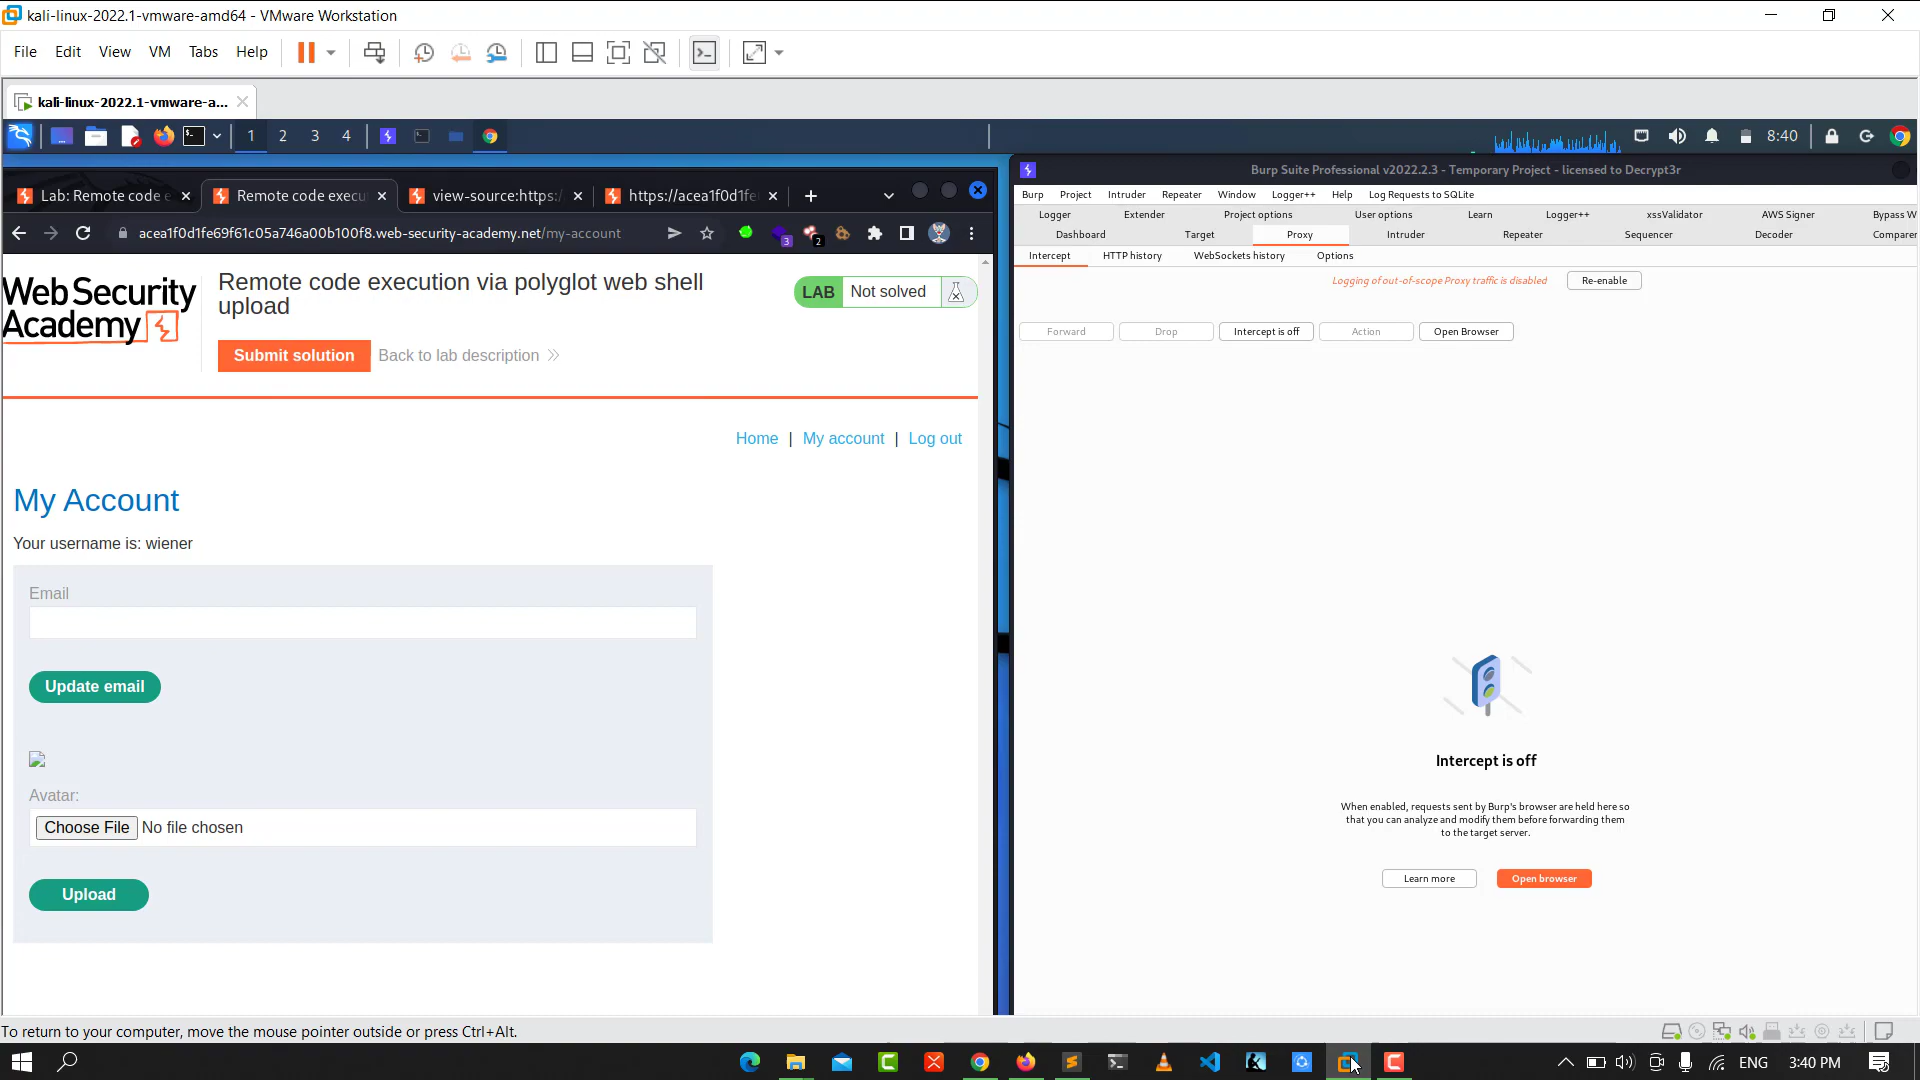 kali-linux-2022.1-vmware-amd64 - VMware Workstation
File Edit View VM Tabs Help
kali-linux-2022.1-vmware-a...
1 2 3 4
8:40
Lab: Remote code e
Remote code execu
view-source:https:/
https://acea1f0d1fe
acea1f0d1fe69f61c05a746a00b100f8.web-security-academy.net/my-account
3
2
Web Security
Academy
Remote code execution via polyglot web shell
upload
LAB Not solved
Submit solution
Back to lab description
Home | My account | Log out
My Account
Your username is: wiener
Email
Update email
Avatar:
Choose File No file chosen
Upload
Burp Suite Professional v2022.2.3 - Temporary Project - licensed to Decrypt3r
Burp Project Intruder Repeater Window Logger++ Help Log Requests to SQLite
Logger Extender Project options User options Learn Logger++ xssValidator AWS Signer Bypass W
Dashboard Target Proxy Intruder Repeater Sequencer Decoder Comparer
Intercept HTTP history WebSockets history Options
Logging of out-of-scope Proxy traffic is disabled
Re-enable
Forward Drop Intercept is off Action Open Browser
Intercept is off
When enabled, requests sent by Burp's browser are held here so
that you can analyze and modify them before forwarding them
to the target server.
Learn more
Open browser
To return to your computer, move the mouse pointer outside or press Ctrl+Alt.
ENG 3:40 PM